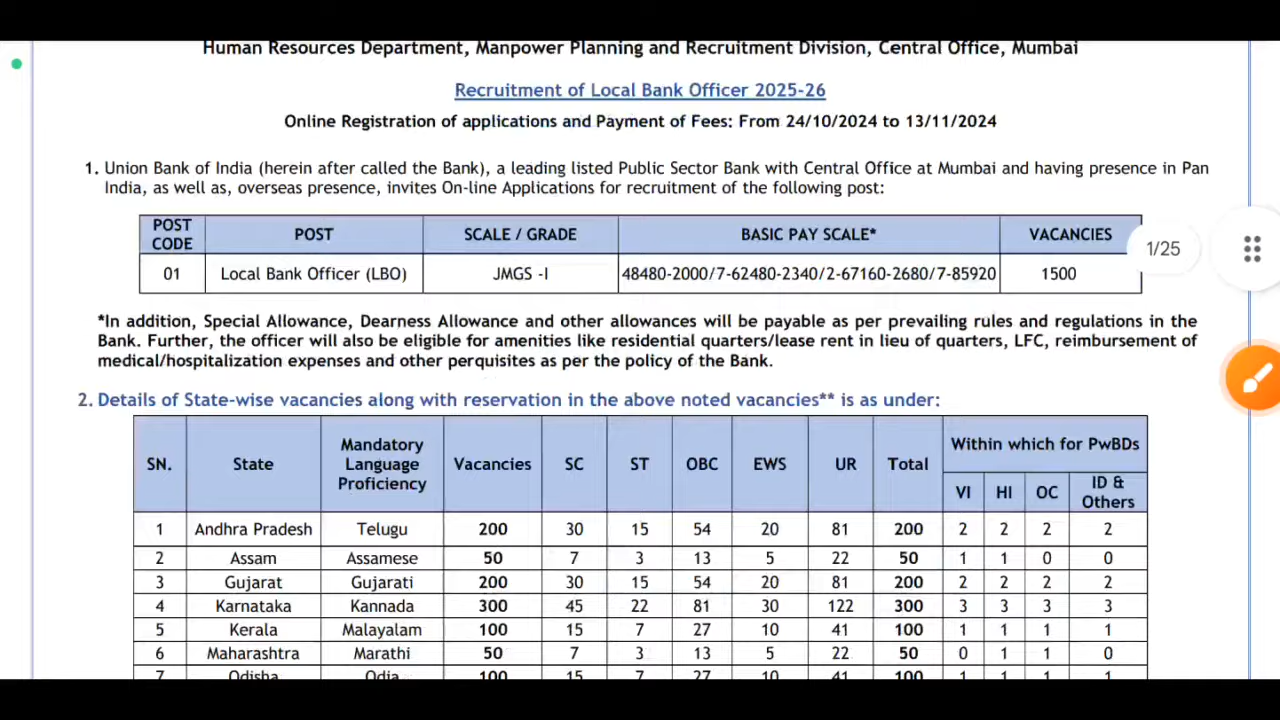 Human Resources Department, Manpower Planning and Recruitment Division, Central Office, Mumbai
Recruitment of Local Bank Officer 2025-26
Online Registration of applications and Payment of Fees: From 24/10/2024 to 13/11/2024
1. Union Bank of India (herein after called the Bank), a leading listed Public Sector Bank with Central Office at Mumbai and having presence in Pan
India, as well as, overseas presence, invites On-line Applications for recruitment of the following post:
POST CODE POST SCALE / GRADE BASIC PAY SCALE* VACANCIES
01 Local Bank Officer (LBO) JMGS -I 48480-2000/7-62480-2340/2-67160-2680/7-85920 1500
1/25
*In addition, Special Allowance, Dearness Allowance and other allowances will be payable as per prevailing rules and regulations in the
Bank. Further, the officer will also be eligible for amenities like residential quarters/lease rent in lieu of quarters, LFC, reimbursement of
medical/hospitalization expenses and other perquisites as per the policy of the Bank.
2. Details of State-wise vacancies along with reservation in the above noted vacancies** is as under:
SN. State Mandatory Language Proficiency Vacancies SC ST OBC EWS UR Total Within which for PwBDs
VI HI OC ID & Others
1 Andhra Pradesh Telugu 200 30 15 54 20 81 200 2 2 2 2
2 Assam Assamese 50 7 3 13 5 22 50 1 1 0 0
3 Gujarat Gujarati 200 30 15 54 20 81 200 2 2 2 2
4 Karnataka Kannada 300 45 22 81 30 122 300 3 3 3 3
5 Kerala Malayalam 100 15 7 27 10 41 100 1 1 1 1
6 Maharashtra Marathi 50 7 3 13 5 22 50 0 1 1 0
7 Odisha Odia 100 15 7 27 10 41 100 1 1 1 1